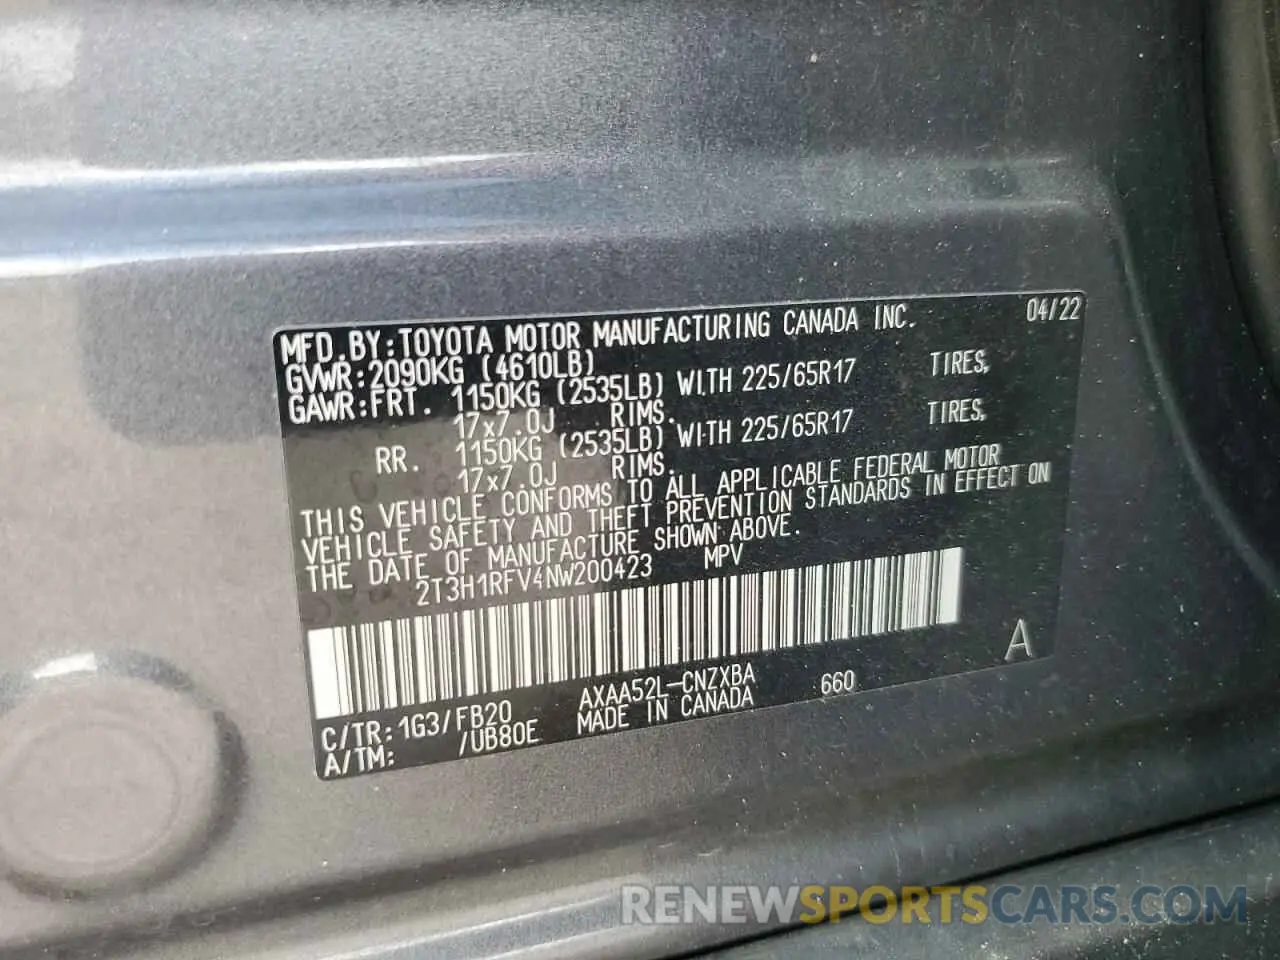 MFD.BY:TOYOTA MOTOR MANUFACTURING CANADA INC. 04/22
GVWR:2090KG (4610LB)
GAWR:FRT. 1150KG (2535LB) WITH 225/65R17 TIRES,
17x7.0J RIMS.
RR. 1150KG (2535LB) WITH 225/65R17 TIRES,
17x7.0J RIMS.
THIS VEHICLE CONFORMS TO ALL APPLICABLE FEDERAL MOTOR
VEHICLE SAFETY AND THEFT PREVENTION STANDARDS IN EFFECT ON
THE DATE OF MANUFACTURE SHOWN ABOVE.
2T3H1RFV4NW200423 MPV
A
C/TR:1G3/FB20 AXAA52L-CNZXBA 660
A/TM: /UB80E MADE IN CANADA
RENEWSPORTSCARS.COM